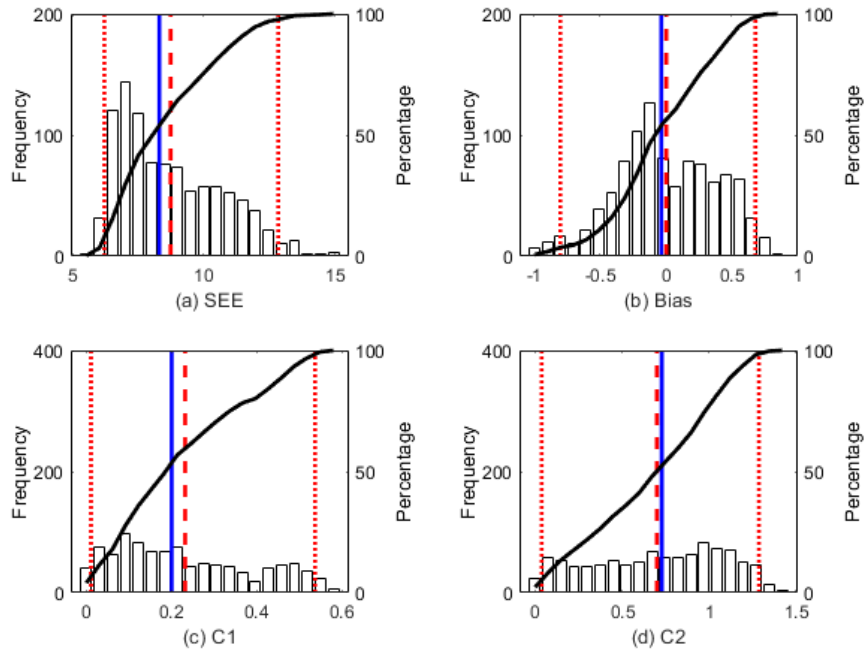 200 100 200 100
Frequency 100 50 Percentage Frequency 100 50 Percentage
0 0 0 0
5 10 15 -1 -0.5 0 0.5 1
(a) SEE (b) Bias
400 100 400 100
Frequency 200 50 Percentage Frequency 200 50 Percentage
0 0 0 0
0 0.2 0.4 0.6 0 0.5 1 1.5
(c) C1 (d) C2